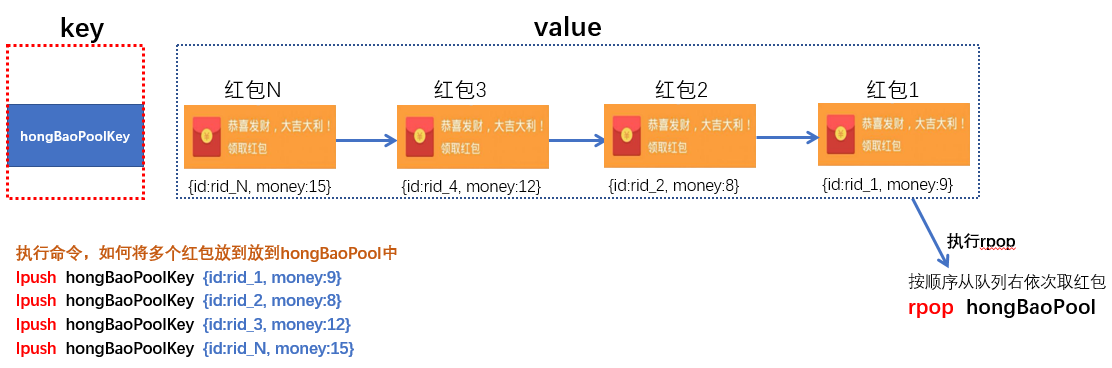 key
value
hongBaoPoolKey
红包N
恭喜发财，大吉大利！
领取红包
{id:rid_N, money:15}
红包3
恭喜发财，大吉大利！
领取红包
{id:rid_4, money:12}
红包2
恭喜发财，大吉大利！
领取红包
{id:rid_2, money:8}
红包1
恭喜发财，大吉大利！
领取红包
{id:rid_1, money:9}
执行命令，如何将多个红包放到放到hongBaoPool中
lpush hongBaoPoolKey {id:rid_1, money:9}
lpush hongBaoPoolKey {id:rid_2, money:8}
lpush hongBaoPoolKey {id:rid_3, money:12}
lpush hongBaoPoolKey {id:rid_N, money:15}
执行rpop
按顺序从队列右依次取红包
rpop hongBaoPool